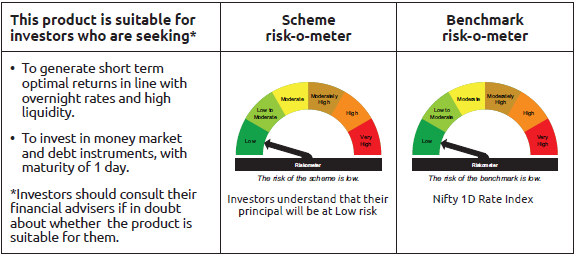 This product is suitable for
investors who are seeking*
• To generate short term
optimal returns in line with
overnight rates and high
liquidity.
• To invest in money market
and debt instruments, with
maturity of 1 day.
*Investors should consult their
financial advisers if in doubt
about whether the product is
suitable for them.
Scheme
risk-o-meter
Low
Low to
Moderate
Moderate
Moderately
High
High
Very
High
Riskometer
The risk of the scheme is low.
Investors understand that their
principal will be at Low risk
Benchmark
risk-o-meter
Low
Low to
Moderate
Moderate
Moderately
High
High
Very
High
Riskometer
The risk of the benchmark is low.
Nifty 1D Rate Index